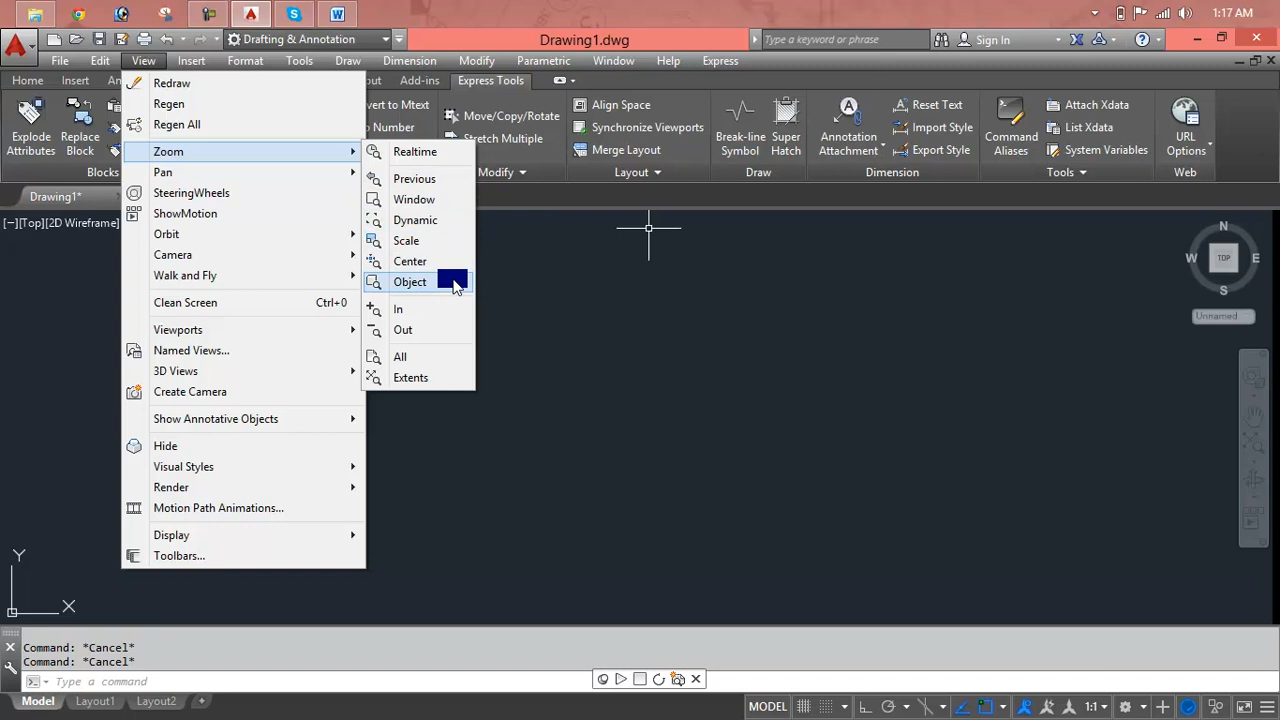 1:17 AM
Drafting & Annotation
Drawing1.dwg
Type a keyword or phrase
Sign In
File Edit View Insert Format Tools Draw Dimension Modify Parametric Window Help Express
Home Insert An out Add-ins Express Tools
Explode Attributes
Replace Block
Blocks
vert to Mtext
Number
Move/Copy/Rotate
Stretch Multiple
Modify
Align Space
Synchronize Viewports
Merge Layout
Layout
Break-line Symbol
Super Hatch
Draw
Annotation Attachment
Reset Text
Import Style
Export Style
Dimension
Command Aliases
Attach Xdata
List Xdata
System Variables
Tools
URL Options
Web
Drawing1*
[−][Top][2D Wireframe]
Redraw
Regen
Regen All
Zoom
Pan
SteeringWheels
ShowMotion
Orbit
Camera
Walk and Fly
Clean Screen Ctrl+0
Viewports
Named Views...
3D Views
Create Camera
Show Annotative Objects
Hide
Visual Styles
Render
Motion Path Animations...
Display
Toolbars...
Realtime
Previous
Window
Dynamic
Scale
Center
Object
In
Out
All
Extents
N
W TOP E
S
Unnamed
Y
X
Command: *Cancel*
Command: *Cancel*
Type a command
Model Layout1 Layout2 +
MODEL 1:1